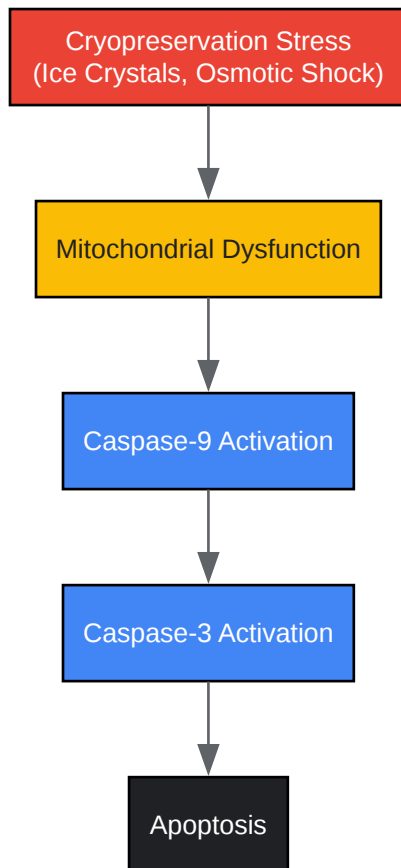 Cryopreservation Stress
(Ice Crystals, Osmotic Shock)
Mitochondrial Dysfunction
Caspase-9 Activation
Caspase-3 Activation
Apoptosis